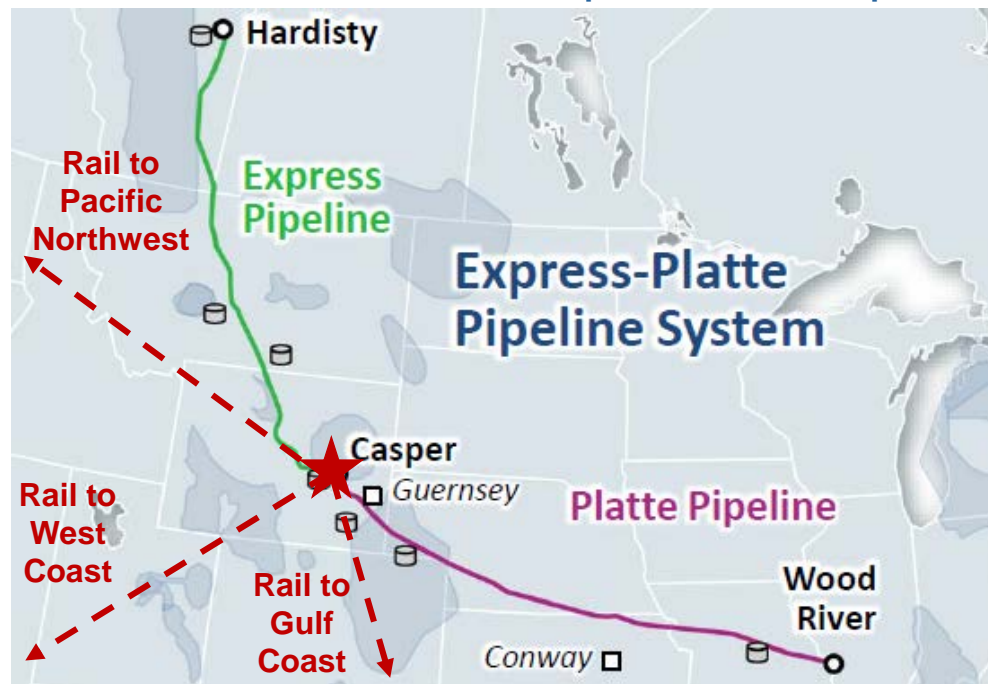 Hardisty
Rail to
Pacific
Northwest
Express
Pipeline
Express-Platte
Pipeline System
Casper
Guernsey
Rail to
West
Coast
Platte Pipeline
Rail to
Gulf
Coast
Wood
River
Conway